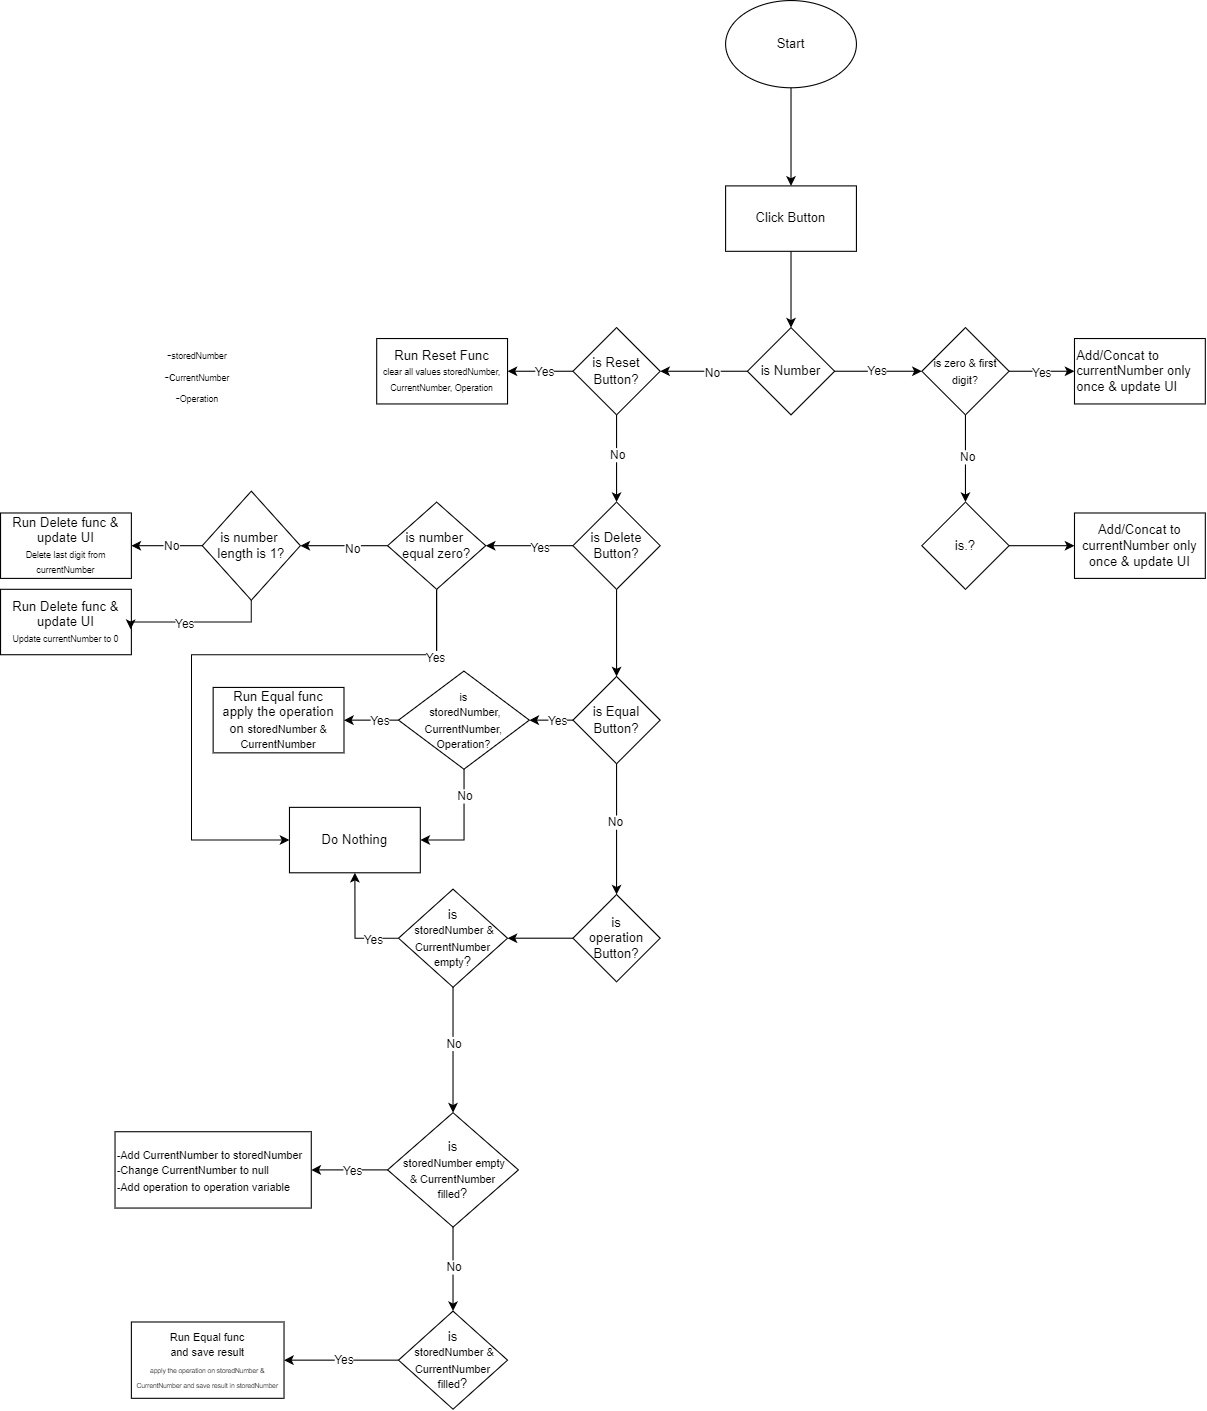 Start
Click Button
is Number
Yes
is zero & first
digit?
Yes
Add/Concat to
currentNumber only
once & update UI
No
is.?
Add/Concat to
currentNumber only
once & update UI
No
is Reset
Button?
Yes
Run Reset Func
clear all values storedNumber,
CurrentNumber, Operation
-storedNumber
-CurrentNumber
-Operation
No
is Delete
Button?
Yes
is number
equal zero?
No
is number
length is 1?
No
Run Delete func &
update UI
Delete last digit from
currentNumber
Yes
Run Delete func &
update UI
Update currentNumber to 0
Yes
is Equal
Button?
Yes
is
storedNumber,
CurrentNumber,
Operation?
Yes
Run Equal func
apply the operation
on storedNumber &
CurrentNumber
No
Do Nothing
No
is
operation
Button?
is
storedNumber &
CurrentNumber
empty?
Yes
No
is
storedNumber empty
& CurrentNumber
filled?
Yes
-Add CurrentNumber to storedNumber
-Change CurrentNumber to null
-Add operation to operation variable
No
is
storedNumber &
CurrentNumber
filled?
Yes
Run Equal func
and save result
apply the operation on storedNumber &
CurrentNumber and save result in storedNumber